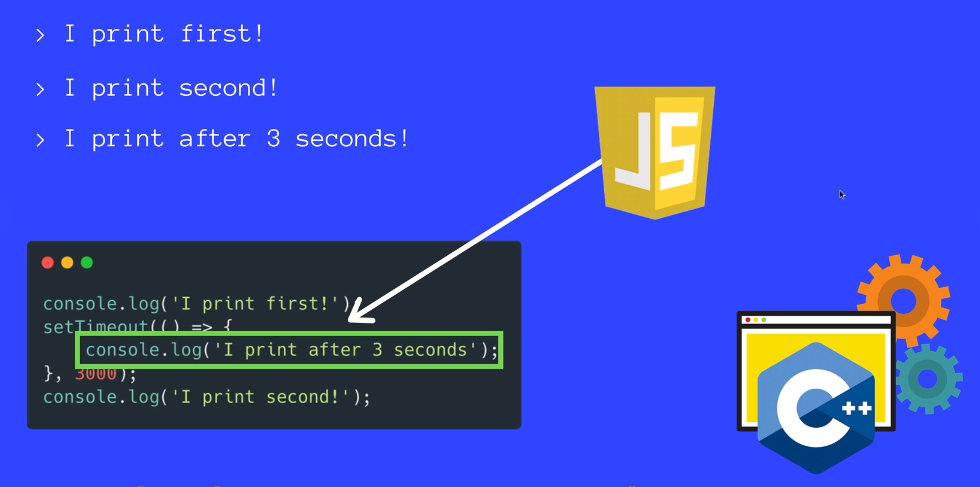 > I print first!
> I print second!
> I print after 3 seconds!
JS
console.log('I print first!');
setTimeout(() => {
console.log('I print after 3 seconds');
}, 3000);
console.log('I print second!');
C++